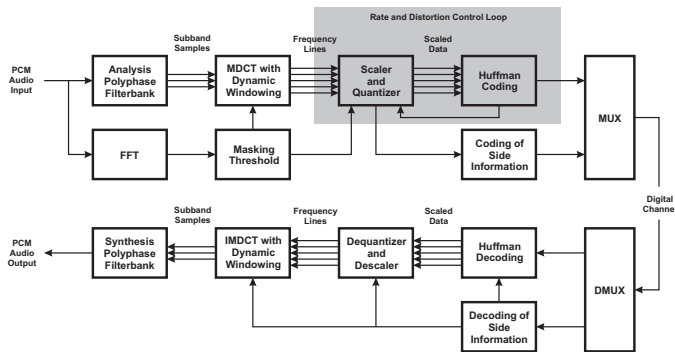 Rate and Distortion Control Loop
Subband
Samples
Frequency
Lines
Scaled
Data
PCM
Audio
Input
Analysis
Polyphase
Filterbank
MDCT with
Dynamic
Windowing
Scaler
and
Quantizer
Huffman
Coding
MUX
FFT
Masking
Threshold
Coding of
Side
Information
Digital
Channel
Subband
Samples
Frequency
Lines
Scaled
Data
PCM
Audio
Output
Synthesis
Polyphase
Filterbank
IMDCT with
Dynamic
Windowing
Dequantizer
and
Descaler
Huffman
Decoding
DMUX
Decoding of
Side
Information